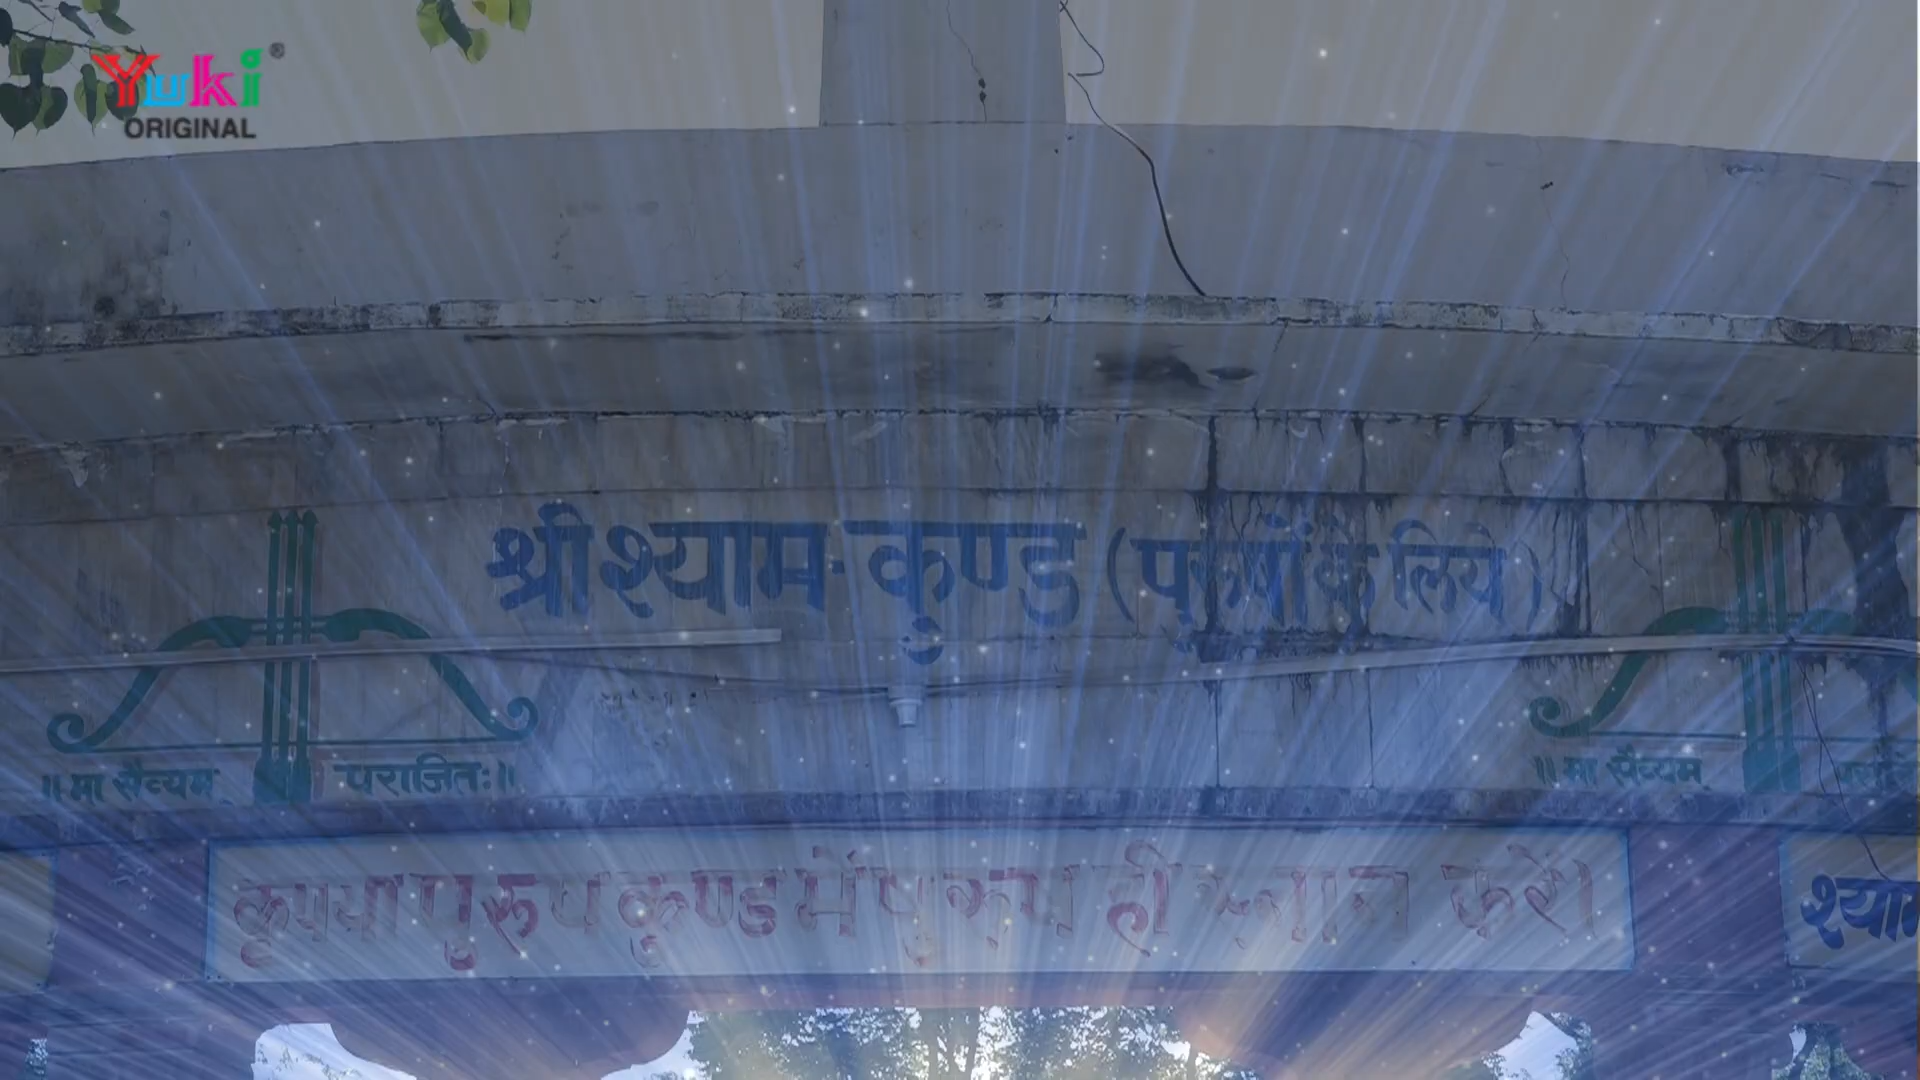 Yuki ®
ORIGINAL
श्री श्याम-कुण्ड (पुरुषों के लिये)
॥ मा सैव्यम् पराजितः॥
॥ मा सैव्यम्
कृपया पुरुष कुण्ड में पुरुष ही स्नान करें।
श्याम